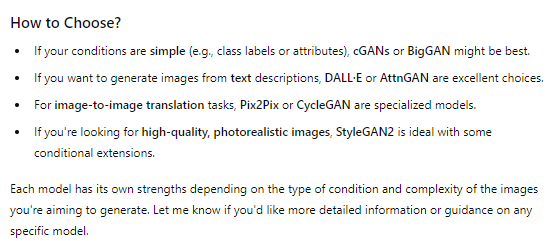 How to Choose?
• If your conditions are simple (e.g., class labels or attributes), cGANs or BigGAN might be best.
• If you want to generate images from text descriptions, DALL·E or AttnGAN are excellent choices.
• For image-to-image translation tasks, Pix2Pix or CycleGAN are specialized models.
• If you're looking for high-quality, photorealistic images, StyleGAN2 is ideal with some
conditional extensions.
Each model has its own strengths depending on the type of condition and complexity of the images
you're aiming to generate. Let me know if you'd like more detailed information or guidance on any
specific model.